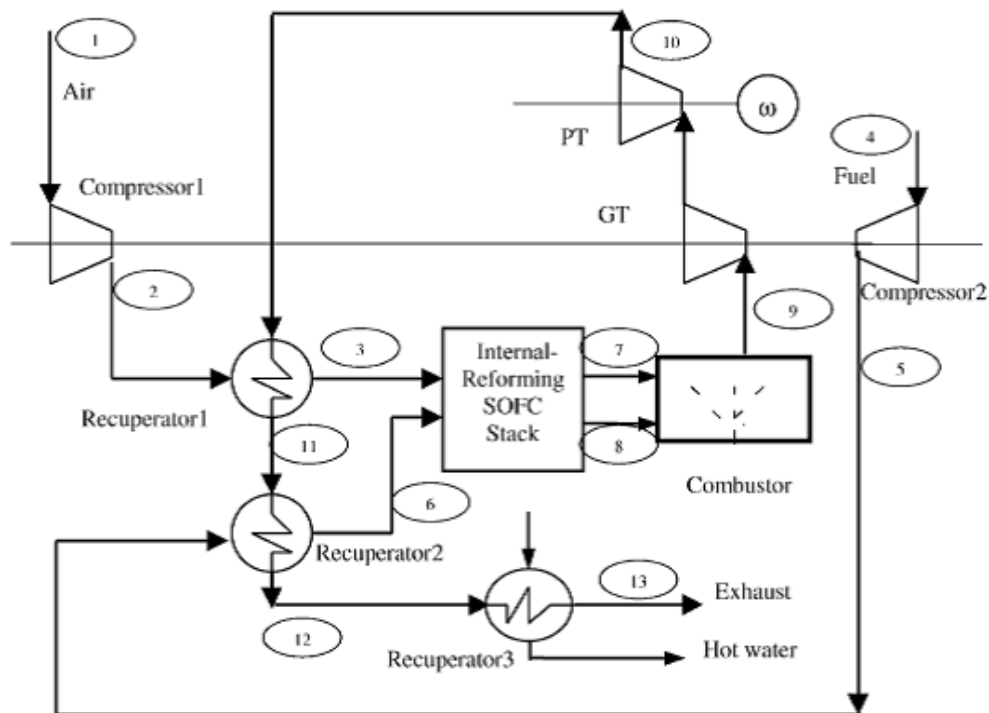 1
10
Air
ω
PT
4
Fuel
Compressor1
GT
2
9
Compressor2
3
Internal-
Reforming
SOFC
Stack
7
5
Recuperator1
11
8
Combustor
6
Recuperator2
13
Exhaust
12
Recuperator3
Hot water